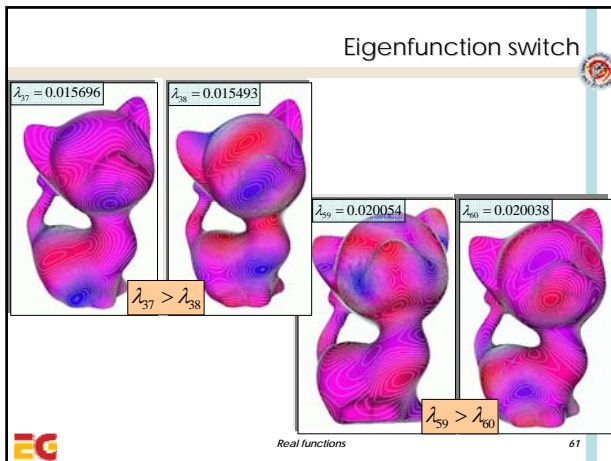 Eigenfunction switch
λ₃₇ = 0.015696
λ₃₈ = 0.015493
λ₃₇ > λ₃₈
λ₅₉ = 0.020054
λ₆₀ = 0.020038
λ₅₉ > λ₆₀
EG
Real functions
61